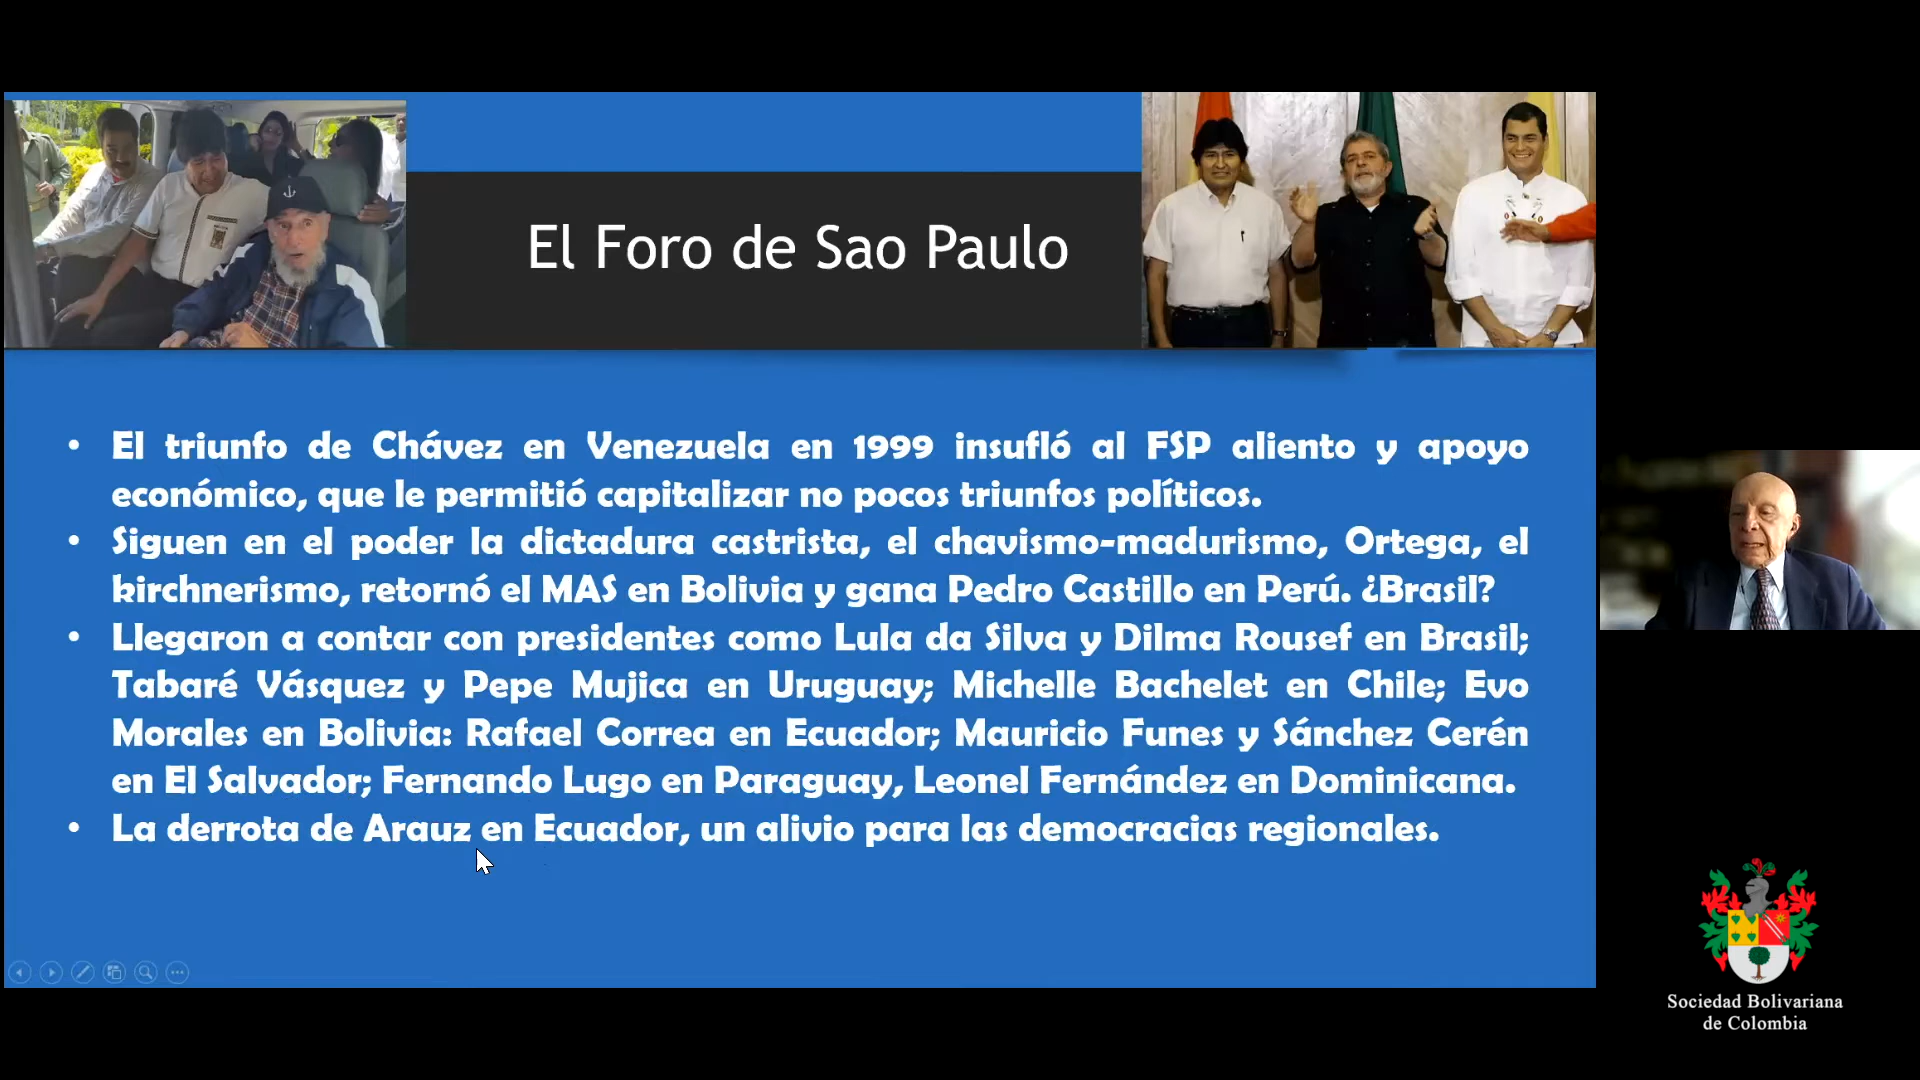 El Foro de Sao Paulo
• El triunfo de Chávez en Venezuela en 1999 insufló al FSP aliento y apoyo
económico, que le permitió capitalizar no pocos triunfos políticos.
• Siguen en el poder la dictadura castrista, el chavismo-madurismo, Ortega, el
kirchnerismo, retornó el MAS en Bolivia y gana Pedro Castillo en Perú. ¿Brasil?
• Llegaron a contar con presidentes como Lula da Silva y Dilma Rousef en Brasil;
Tabaré Vásquez y Pepe Mujica en Uruguay; Michelle Bachelet en Chile; Evo
Morales en Bolivia: Rafael Correa en Ecuador; Mauricio Funes y Sánchez Cerén
en El Salvador; Fernando Lugo en Paraguay, Leonel Fernández en Dominicana.
• La derrota de Arauz en Ecuador, un alivio para las democracias regionales.
Sociedad Bolivariana
de Colombia